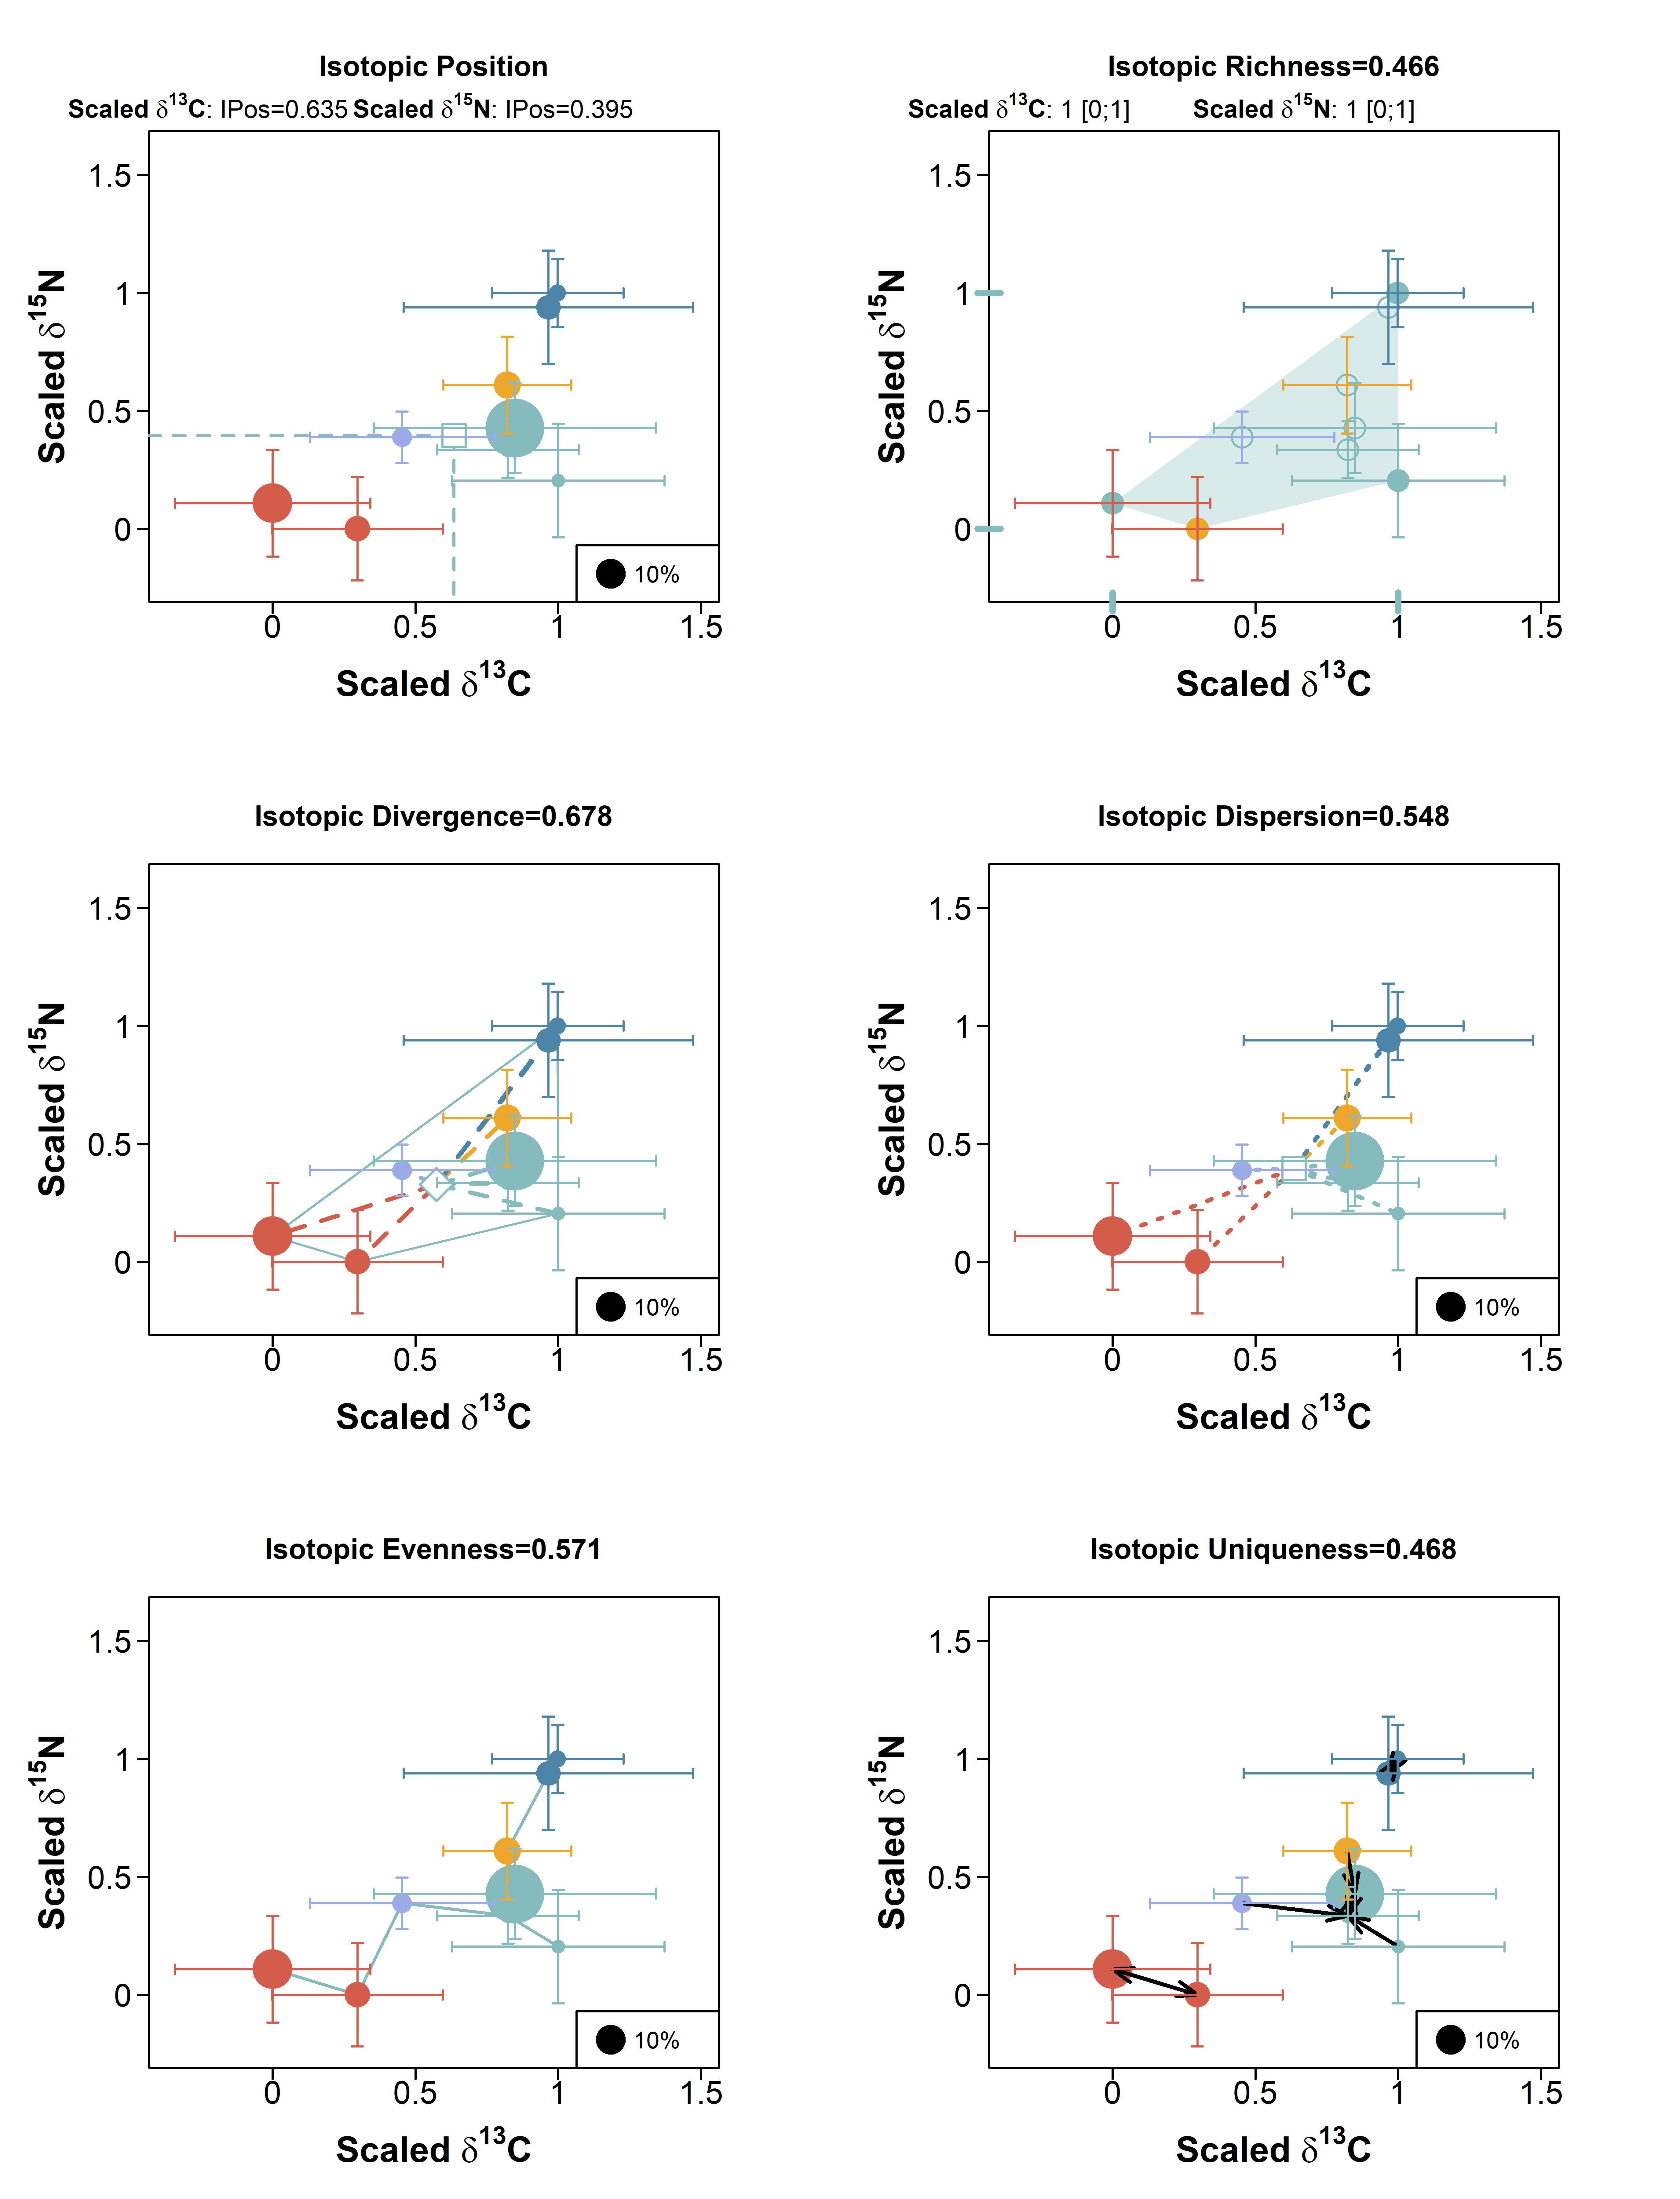 Isotopic Position
Scaled δ13C: IPos=0.635 Scaled δ15N: IPos=0.395
1.5
1
0.5
0
Scaled δ15N
10%
0 0.5 1 1.5
Scaled δ13C
Isotopic Richness=0.466
Scaled δ13C: 1 [0;1] Scaled δ15N: 1 [0;1]
1.5
1
0.5
0
Scaled δ15N
0 0.5 1 1.5
Scaled δ13C
Isotopic Divergence=0.678
1.5
1
0.5
0
Scaled δ15N
10%
0 0.5 1 1.5
Scaled δ13C
Isotopic Dispersion=0.548
1.5
1
0.5
0
Scaled δ15N
10%
0 0.5 1 1.5
Scaled δ13C
Isotopic Evenness=0.571
1.5
1
0.5
0
Scaled δ15N
10%
0 0.5 1 1.5
Scaled δ13C
Isotopic Uniqueness=0.468
1.5
1
0.5
0
Scaled δ15N
10%
0 0.5 1 1.5
Scaled δ13C